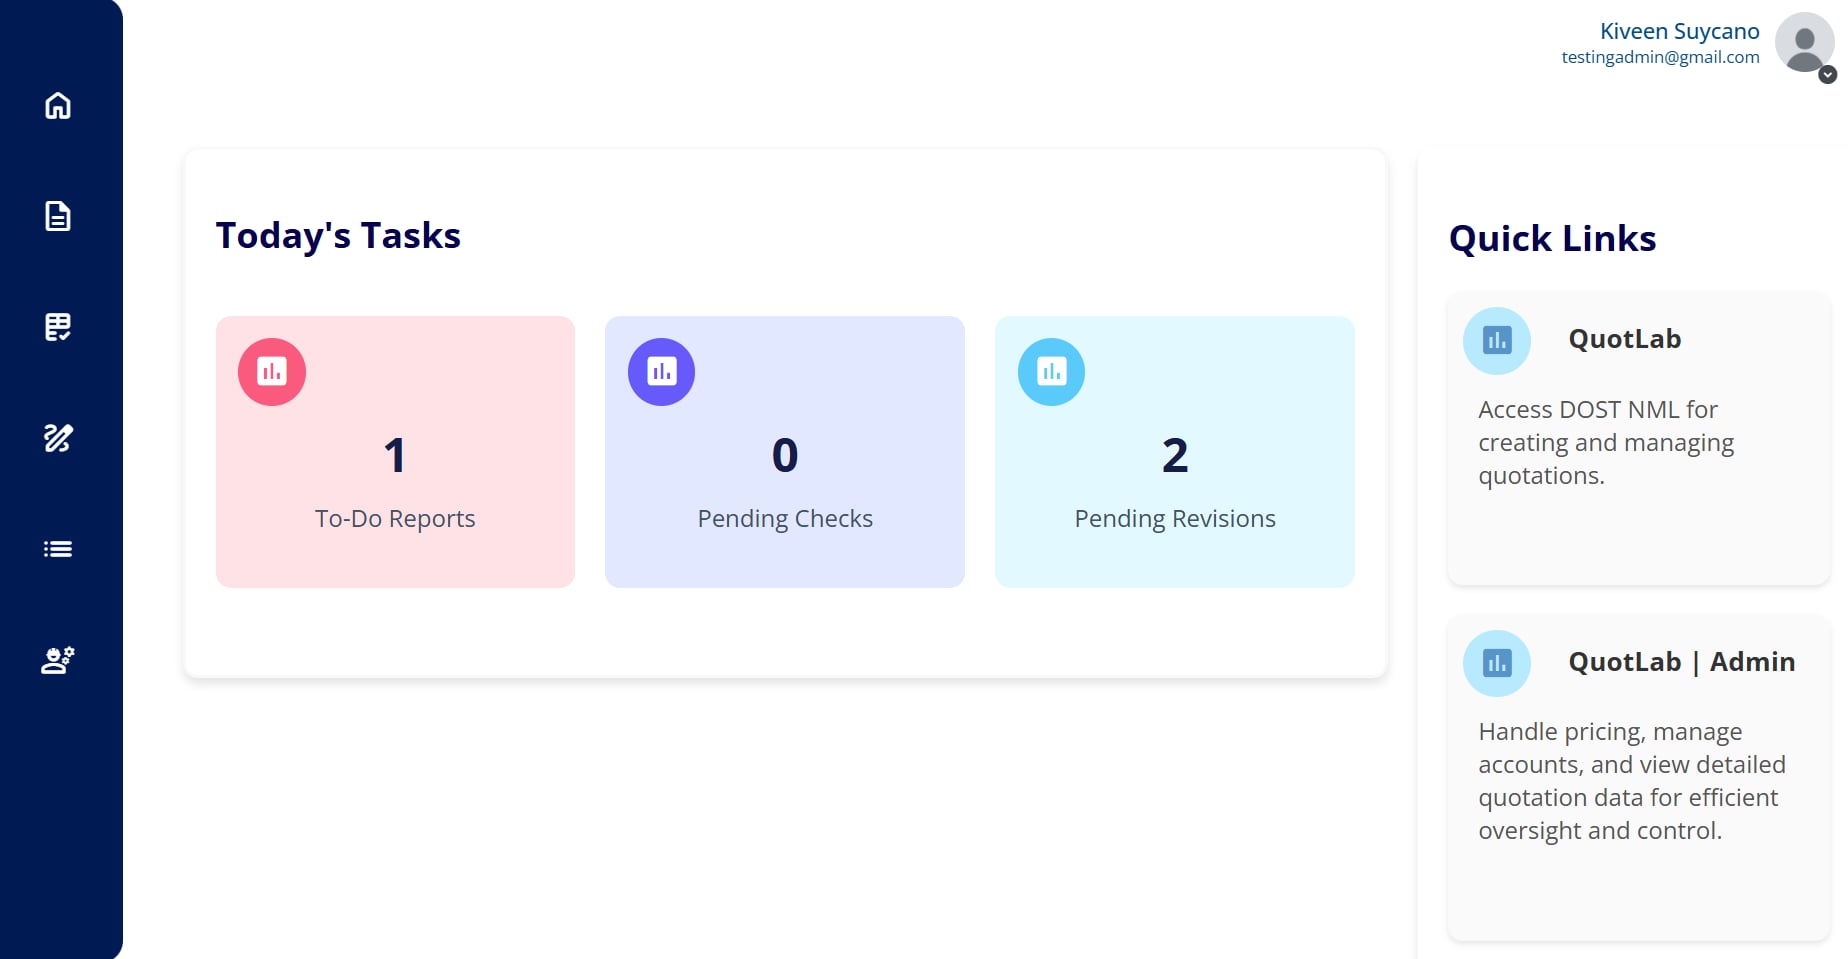 Kiveen Suycano
testingadmin@gmail.com
Today's Tasks
1
To-Do Reports
0
Pending Checks
2
Pending Revisions
Quick Links
QuotLab
Access DOST NML for
creating and managing
quotations.
QuotLab | Admin
Handle pricing, manage
accounts, and view detailed
quotation data for efficient
oversight and control.